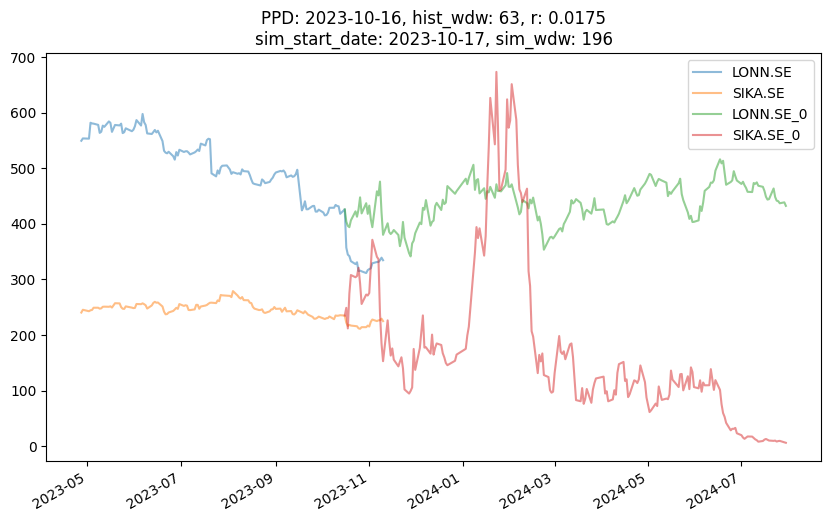 PPD: 2023-10-16, hist_wdw: 63, r: 0.0175
sim_start_date: 2023-10-17, sim_wdw: 196
700
600
500
400
300
200
100
0
LONN.SE
SIKA.SE
LONN.SE_0
SIKA.SE_0
2023-05
2023-07
2023-09
2023-11
2024-01
2024-03
2024-05
2024-07